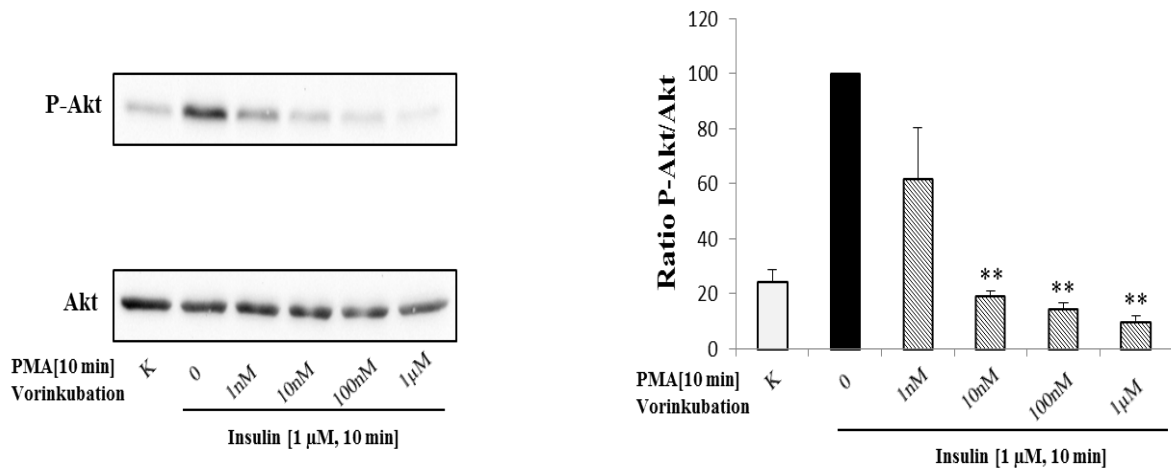 P-Akt
Akt
PMA[10 min]
Vorinkubation
K
0
1nM
10nM
100nM
1µM
Insulin [1 µM, 10 min]
Ratio P-Akt/Akt
120
100
80
60
40
20
0
**
**
**
PMA[10 min]
Vorinkubation
K
0
1nM
10nM
100nM
1µM
Insulin [1 µM, 10 min]